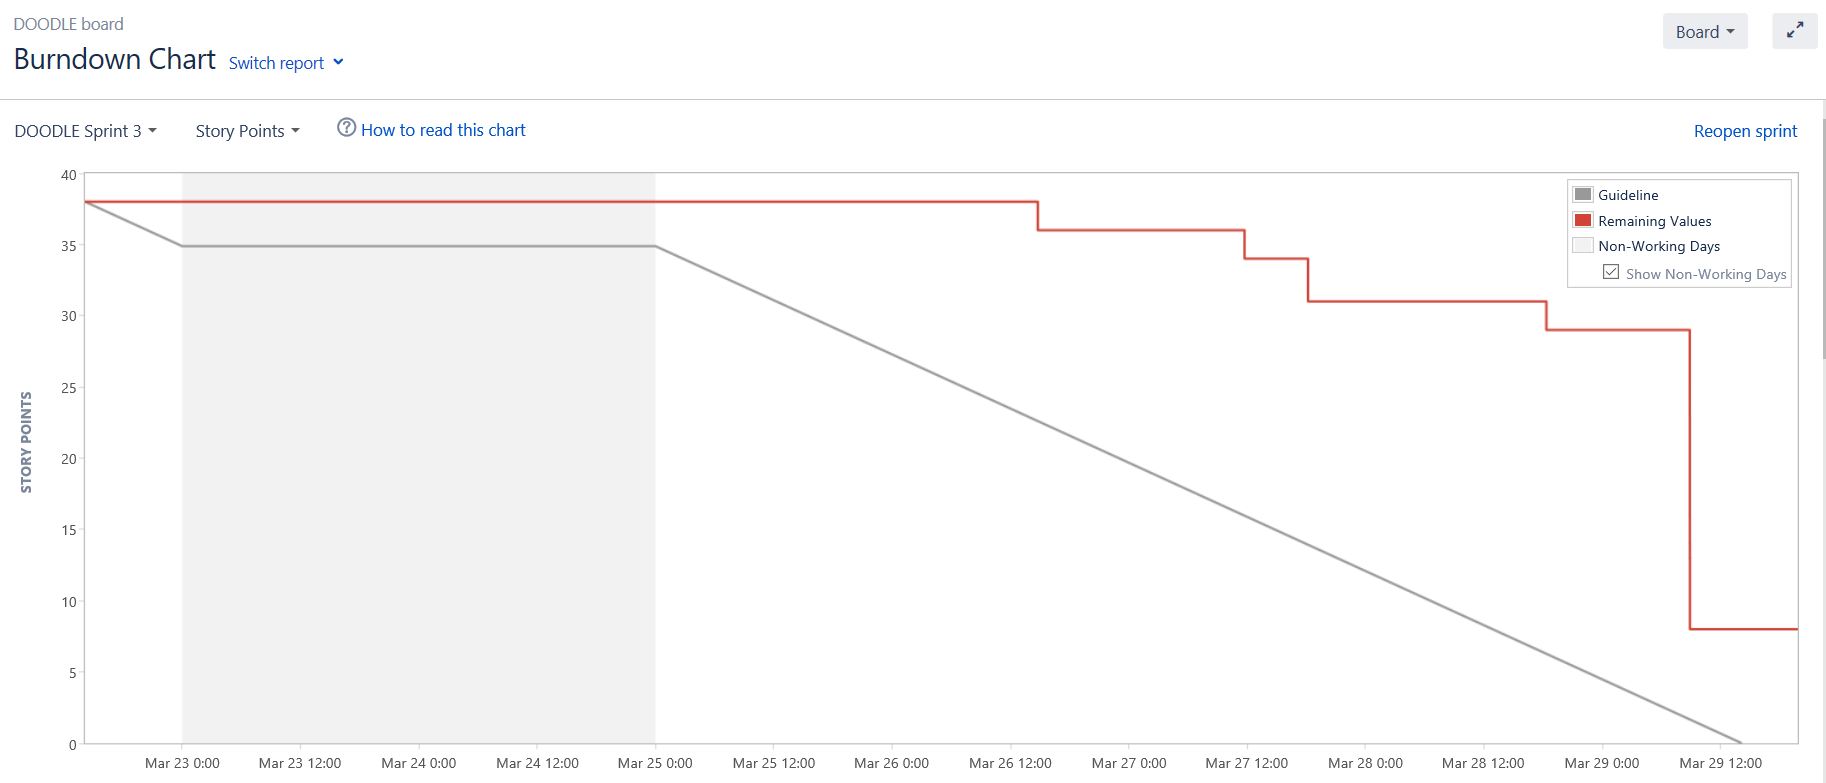 DOODLE board
Burndown Chart Switch report
Board
DOODLE Sprint 3 Story Points How to read this chart Reopen sprint
Guideline
Remaining Values
Non-Working Days
Show Non-Working Days
STORY POINTS
40
35
30
25
20
15
10
5
0
Mar 23 0:00 Mar 23 12:00 Mar 24 0:00 Mar 24 12:00 Mar 25 0:00 Mar 25 12:00 Mar 26 0:00 Mar 26 12:00 Mar 27 0:00 Mar 27 12:00 Mar 28 0:00 Mar 28 12:00 Mar 29 0:00 Mar 29 12:00